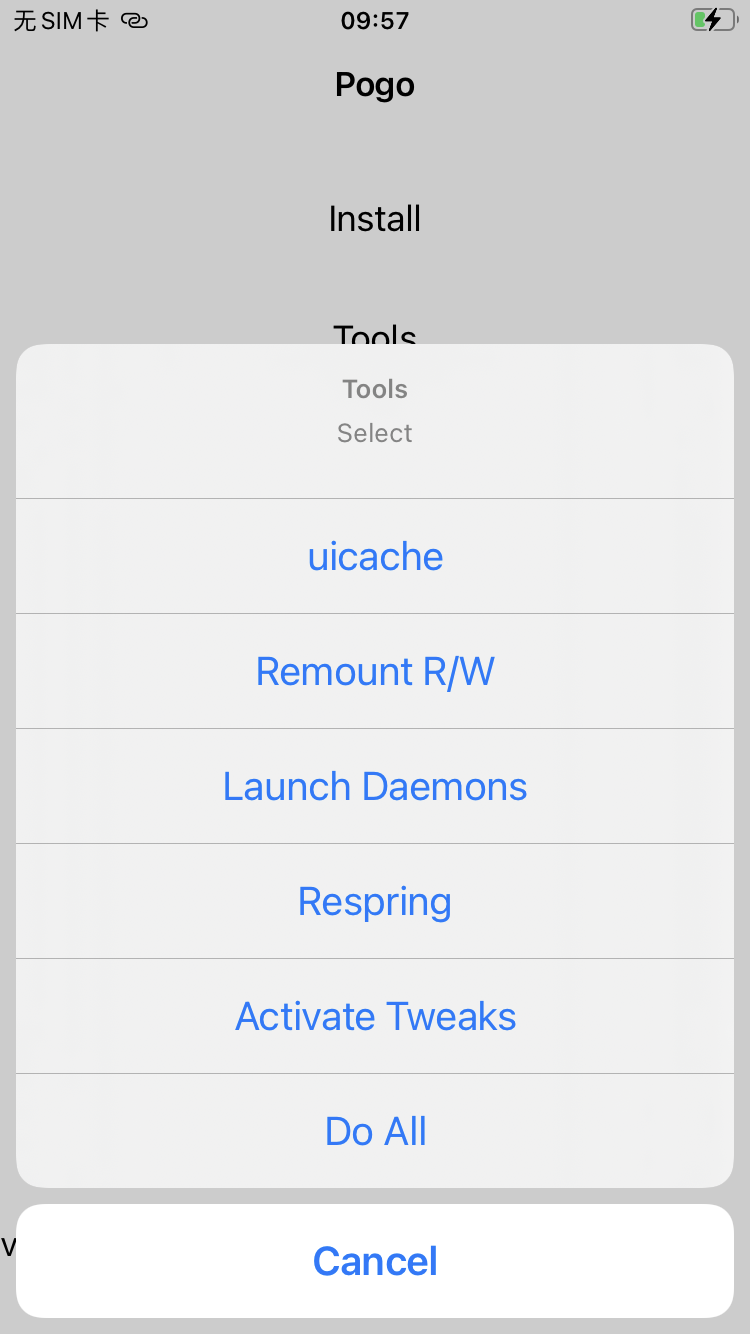 无SIM卡 09:57
Pogo
Install
Tools
Tools
Select
uicache
Remount R/W
Launch Daemons
Respring
Activate Tweaks
Do All
Cancel